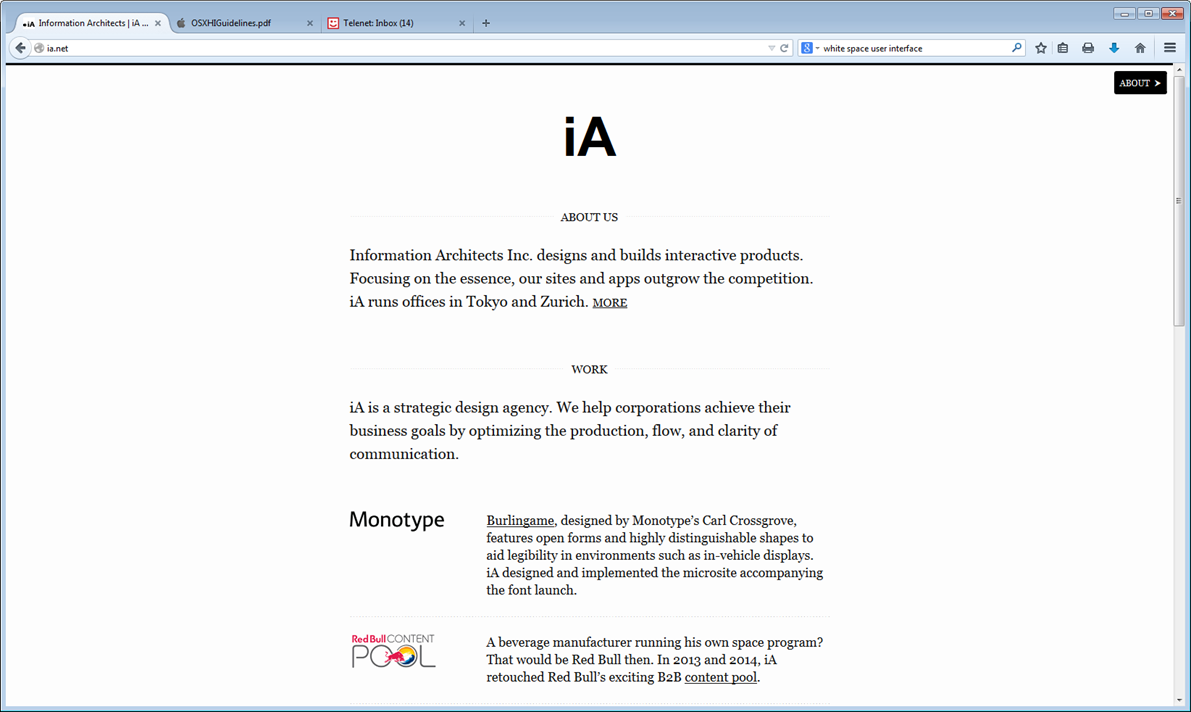 Information Architects | iA ...
OSXHIGuidelines.pdf
Telenet: Inbox (14)
ia.net
white space user interface
ABOUT
iA
ABOUT US
Information Architects Inc. designs and builds interactive products.
Focusing on the essence, our sites and apps outgrow the competition.
iA runs offices in Tokyo and Zurich. MORE
WORK
iA is a strategic design agency. We help corporations achieve their
business goals by optimizing the production, flow, and clarity of
communication.
Monotype
Burlingame, designed by Monotype’s Carl Crossgrove,
features open forms and highly distinguishable shapes to
aid legibility in environments such as in-vehicle displays.
iA designed and implemented the microsite accompanying
the font launch.
Red Bull CONTENT
POOL
A beverage manufacturer running his own space program?
That would be Red Bull then. In 2013 and 2014, iA
retouched Red Bull’s exciting B2B content pool.